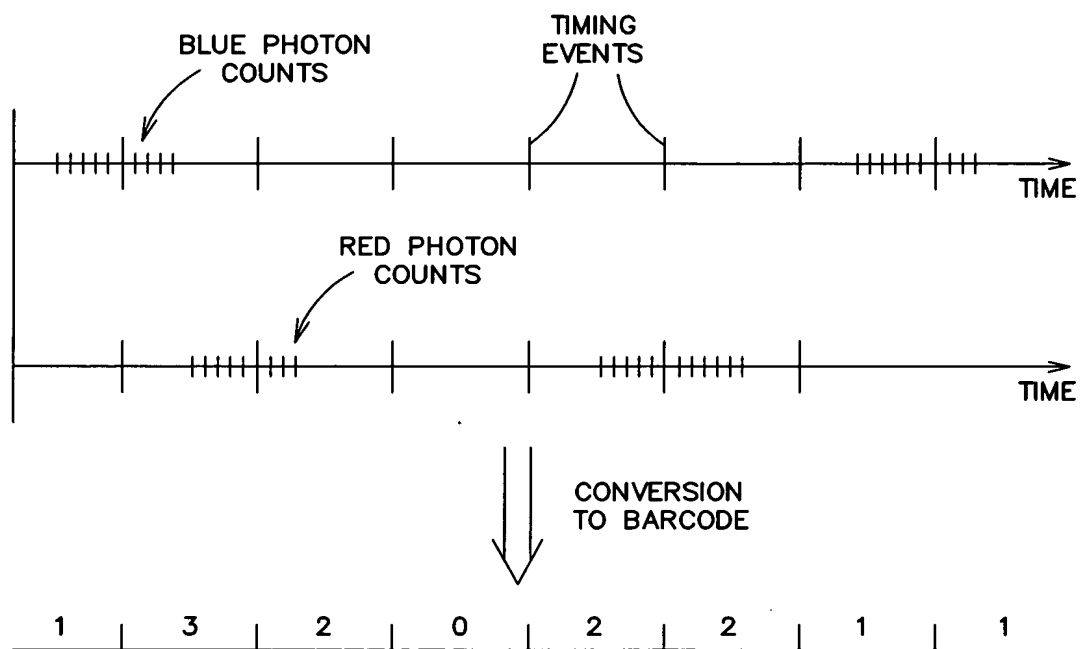 BLUE PHOTON
COUNTS
TIMING
EVENTS
TIME
RED PHOTON
COUNTS
TIME
CONVERSION
TO BARCODE
1 3 2 0 2 2 1 1